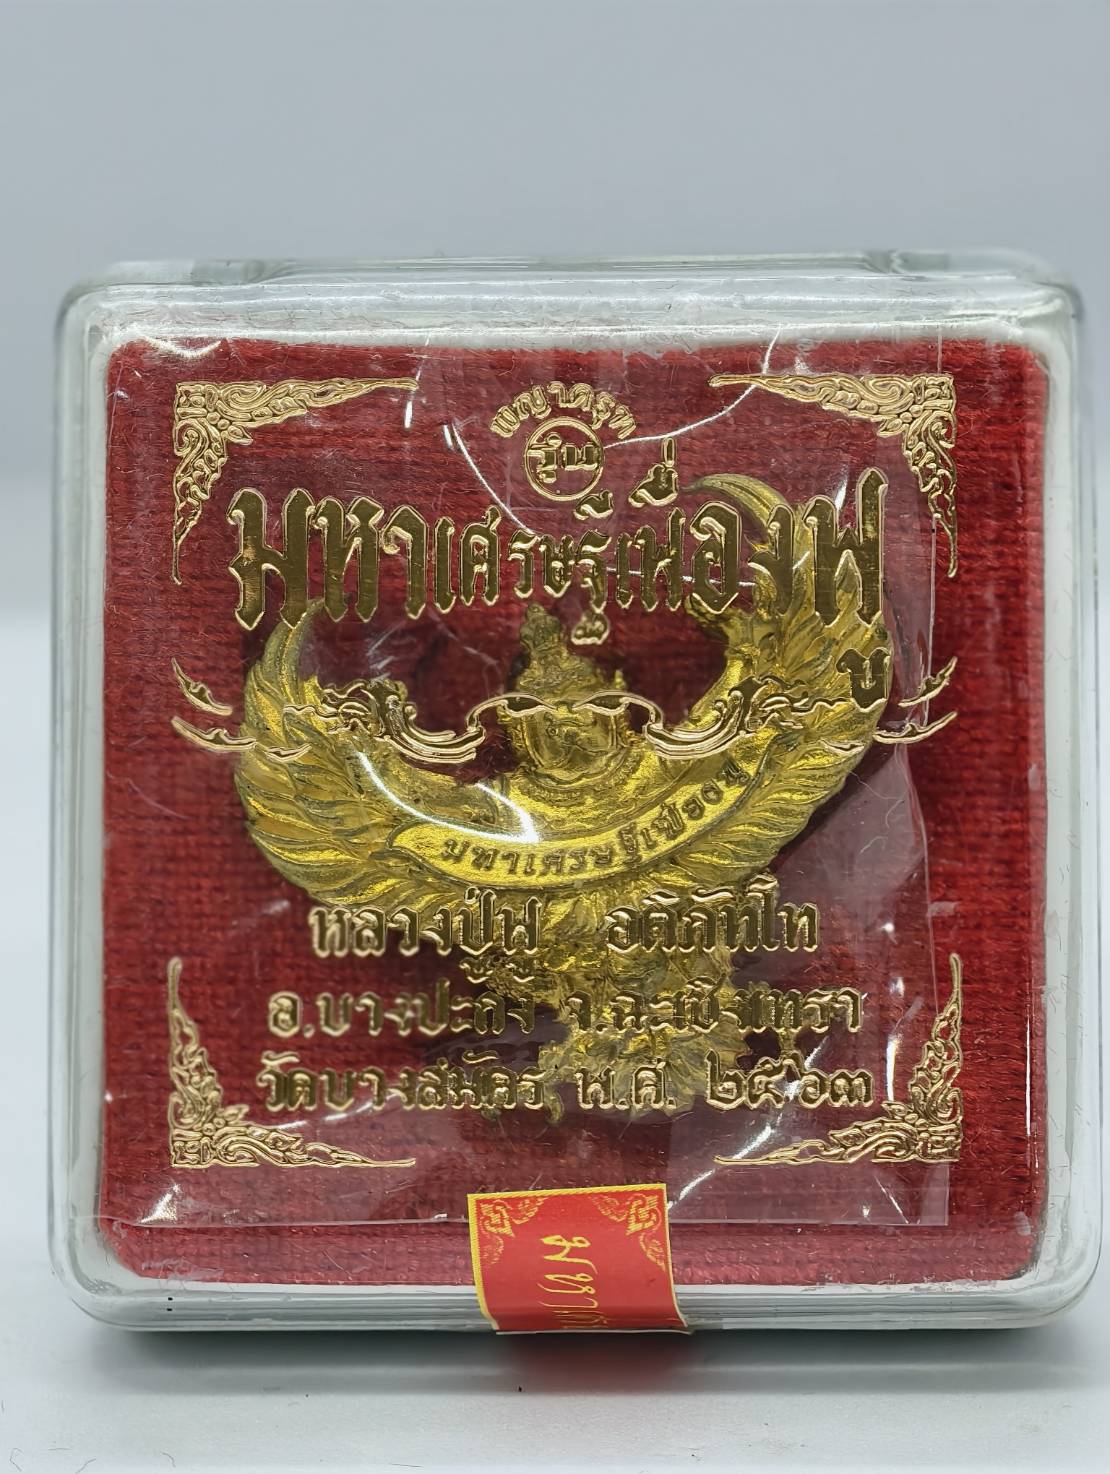 พญาครุฑ
รุ่น
มหาเศรษฐีเฟื่องฟู
มหาเศรษฐีเฟื่องฟู
หลวงปู่ฟู อติภัทโท
อ.บางปะกง จ.ฉะเชิงเทรา
วัดบางสมัคร พ.ศ. ๒๕๖๓